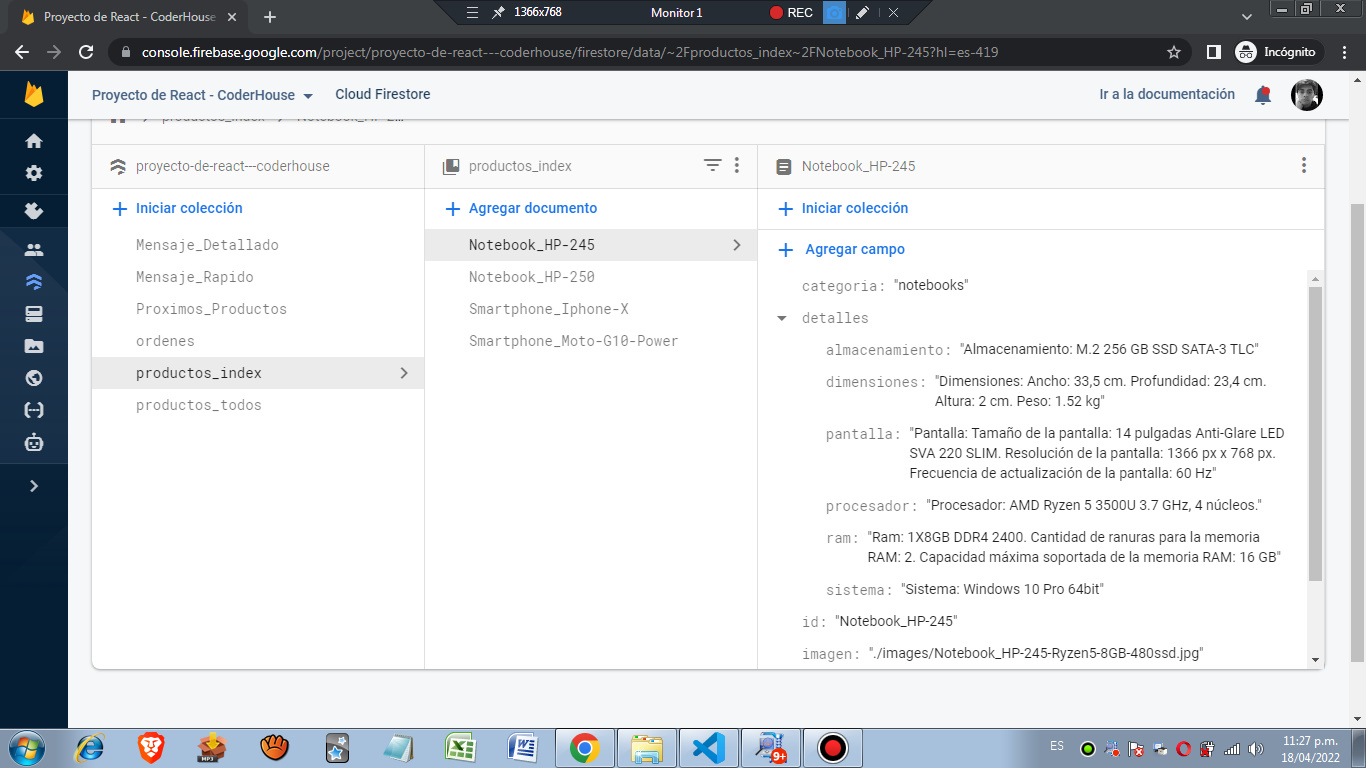 1366x768
Monitor 1
REC
Proyecto de React - CoderHouse
console.firebase.google.com/project/proyecto-de-react---coderhouse/firestore/data/~2Fproductos_index~2FNotebook_HP-245?hl=es-419
Incógnito
Proyecto de React - CoderHouse
Cloud Firestore
Ir a la documentación
productos_index
Notebook_HP-2...
proyecto-de-react---coderhouse
productos_index
Notebook_HP-245
Iniciar colección
Mensaje_Detallado
Mensaje_Rapido
Proximos_Productos
ordenes
productos_index
productos_todos
Agregar documento
Notebook_HP-245
Notebook_HP-250
Smartphone_Iphone-X
Smartphone_Moto-G10-Power
Iniciar colección
Agregar campo
categoria: "notebooks"
detalles
almacenamiento: "Almacenamiento: M.2 256 GB SSD SATA-3 TLC"
dimensiones: "Dimensiones: Ancho: 33,5 cm. Profundidad: 23,4 cm.
Altura: 2 cm. Peso: 1.52 kg"
pantalla: "Pantalla: Tamaño de la pantalla: 14 pulgadas Anti-Glare LED
SVA 220 SLIM. Resolución de la pantalla: 1366 px x 768 px.
Frecuencia de actualización de la pantalla: 60 Hz"
procesador: "Procesador: AMD Ryzen 5 3500U 3.7 GHz, 4 núcleos."
ram: "Ram: 1X8GB DDR4 2400. Cantidad de ranuras para la memoria
RAM: 2. Capacidad máxima soportada de la memoria RAM: 16 GB"
sistema: "Sistema: Windows 10 Pro 64bit"
id: "Notebook_HP-245"
imagen: "./images/Notebook_HP-245-Ryzen5-8GB-480ssd.jpg"
MP3
9+
ES
11:27 p.m.
18/04/2022